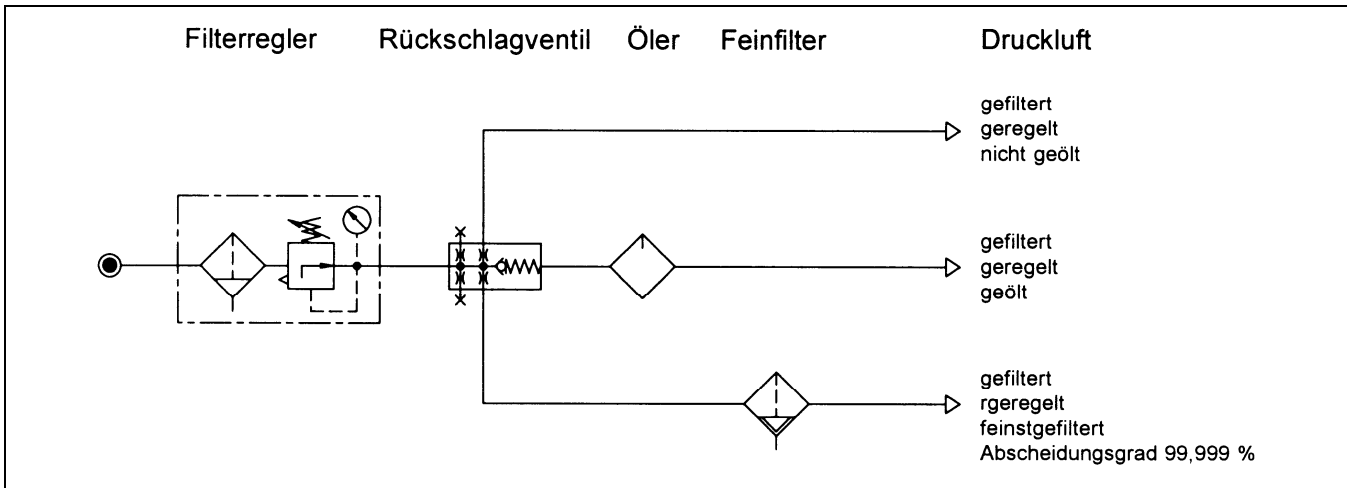 Filterregler Rückschlagventil Öler Feinfilter Druckluft
gefiltert
geregelt
nicht geölt
gefiltert
geregelt
geölt
gefiltert
rgeregelt
feinstgefiltert
Abscheidungsgrad 99,999 %